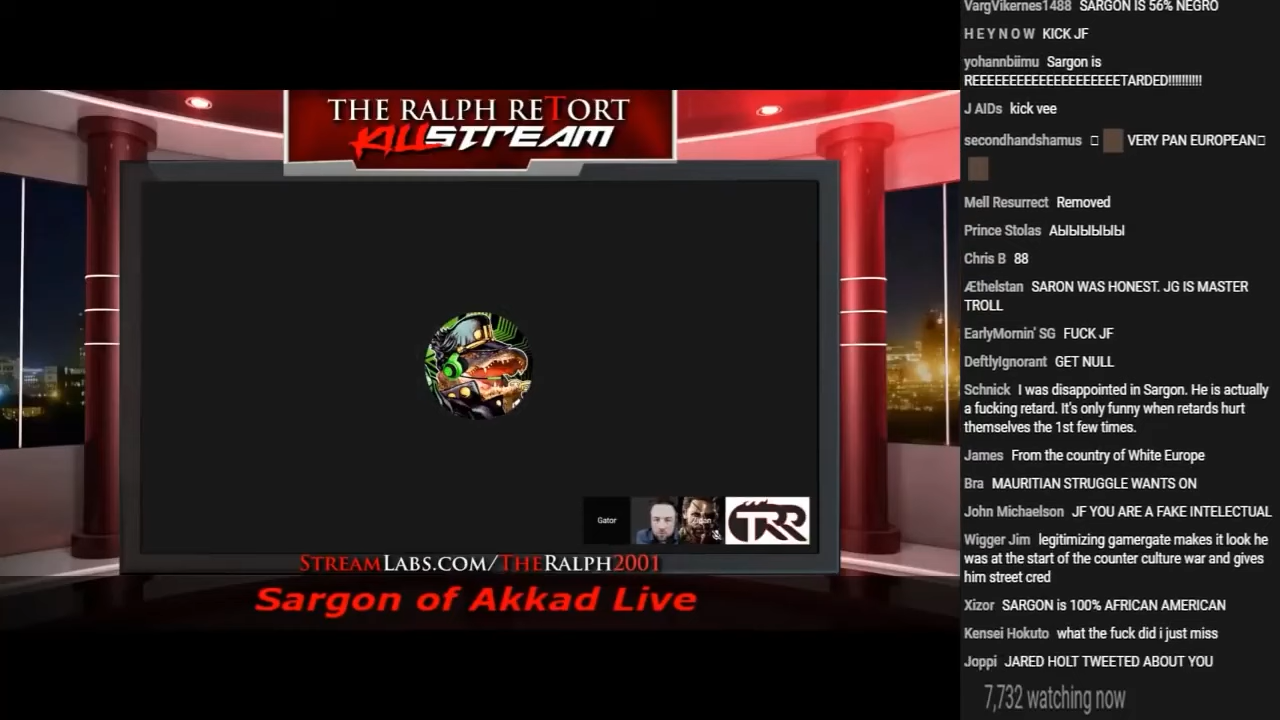 THE RALPH RETORT
KILLSTREAM
Gator
TRR
STREAMLABS.COM/THERALPH2001
Sargon of Akkad Live
VargVikernes1488 SARGON IS 56% NEGRO
H E Y N O W KICK JF
yohannbiimu Sargon is
REEEEEEEEEEEEEEEEEEEETARDED!!!!!!!!!!
J AIDs kick vee
secondhandshamus VERY PAN EUROPEAN
Mell Resurrect Removed
Prince Stolas АЫЫЫЫЫЫ
Chris B 88
Æthelstan SARON WAS HONEST. JG IS MASTER
TROLL
EarlyMornin' SG FUCK JF
DeftlyIgnorant GET NULL
Schnick I was disappointed in Sargon. He is actually
a fucking retard. It's only funny when retards hurt
themselves the 1st few times.
James From the country of White Europe
Bra MAURITIAN STRUGGLE WANTS ON
John Michaelson JF YOU ARE A FAKE INTELECTUAL
Wigger Jim legitimizing gamergate makes it look he
was at the start of the counter culture war and gives
him street cred
Xizor SARGON is 100% AFRICAN AMERICAN
Kensei Hokuto what the fuck did i just miss
Joppi JARED HOLT TWEETED ABOUT YOU
7,732 watching now